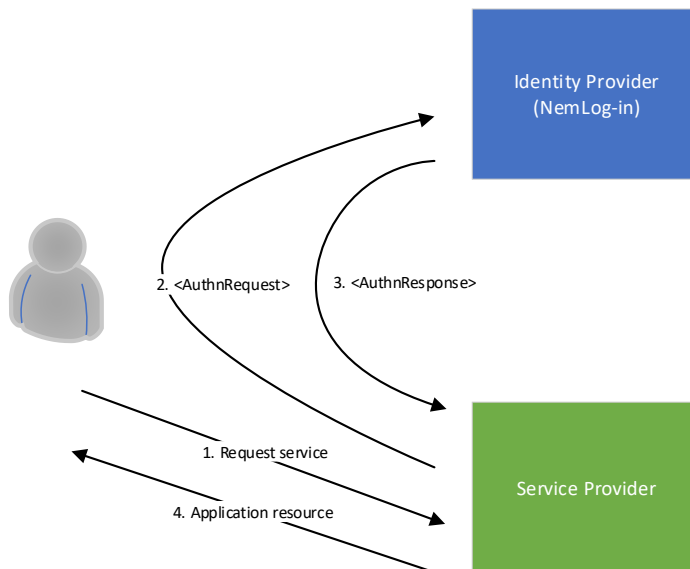 Identity Provider
(NemLog-in)
2. <AuthnRequest>
3. <AuthnResponse>
1. Request service
Service Provider
4. Application resource